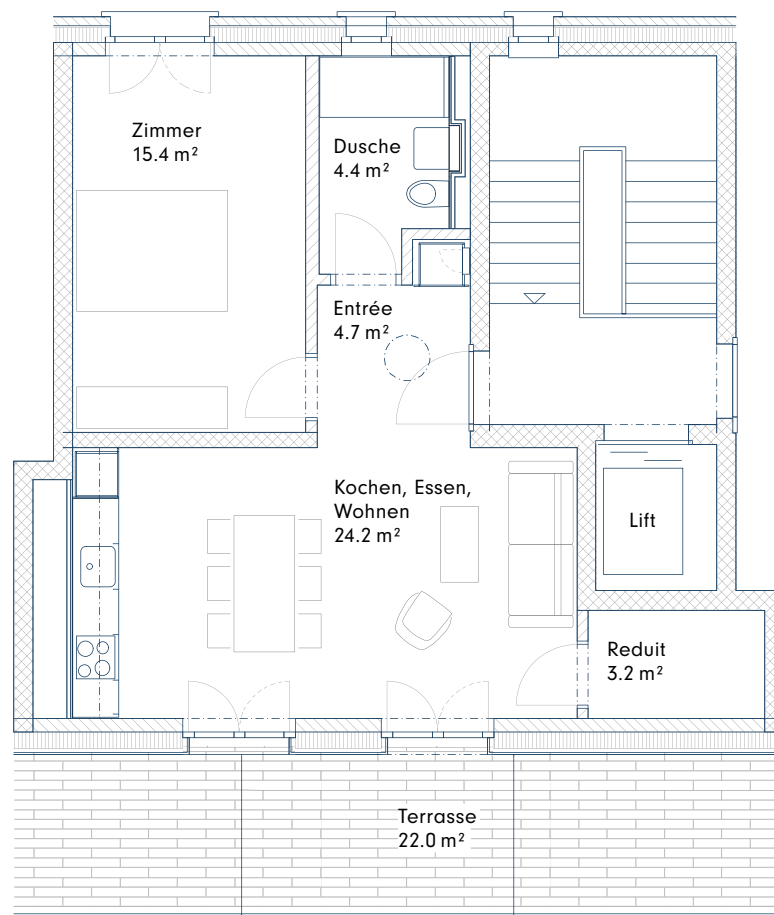 Zimmer
15.4 m²
Dusche
4.4 m²
Entrée
4.7 m²
Kochen, Essen,
Wohnen
24.2 m²
Lift
Reduit
3.2 m²
Terrasse
22.0 m²